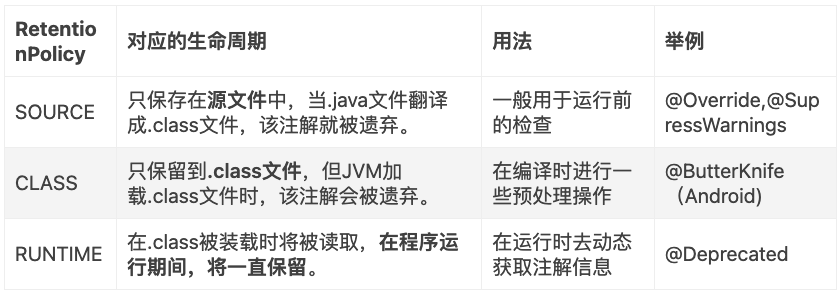 Retentio
nPolicy
对应的生命周期
用法
举例
SOURCE
只保存在源文件中，当.java文件翻译
成.class文件，该注解就被遗弃。
一般用于运行前
的检查
@Override,@Sup
ressWarnings
CLASS
只保留到.class文件，但JVM加
载.class文件时，该注解会被遗弃。
在编译时进行一
些预处理操作
@ButterKnife
（Android)
RUNTIME
在.class被装载时将被读取，在程序运
行期间，将一直保留。
在运行时去动态
获取注解信息
@Deprecated